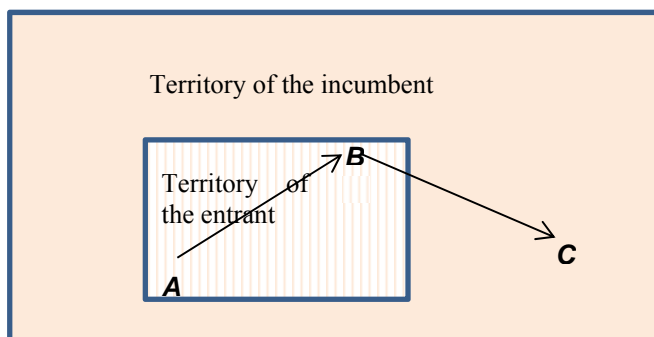 Territory of the incumbent
B
Territory of
the entrant
C
A